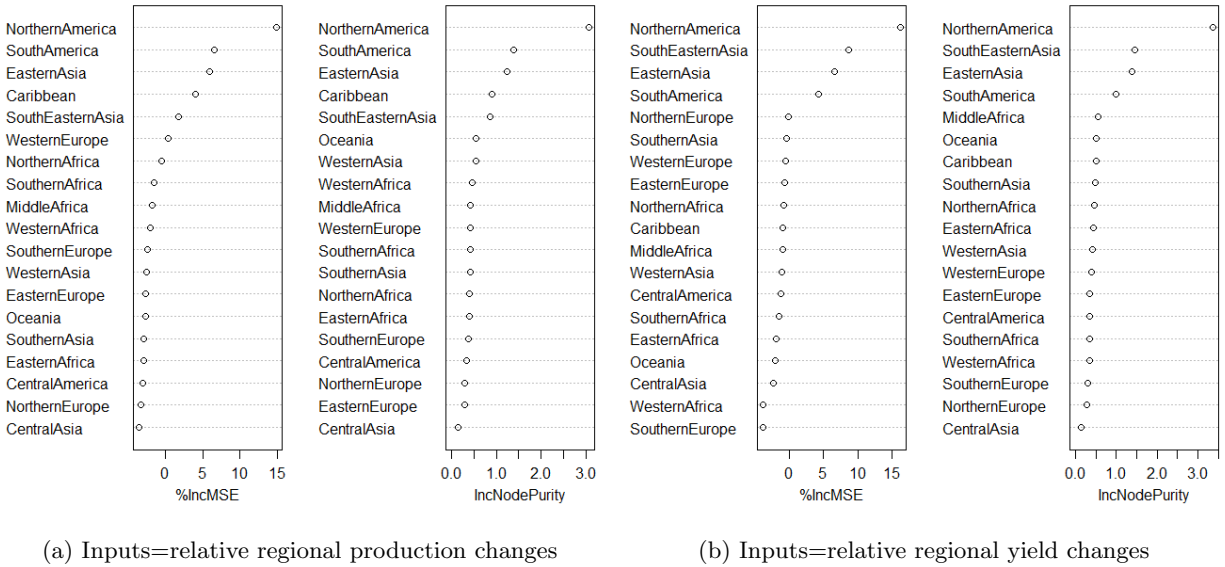 NorthernAmerica
SouthAmerica
EasternAsia
Caribbean
SouthEasternAsia
WesternEurope
NorthernAfrica
SouthernAfrica
MiddleAfrica
WesternAfrica
SouthernEurope
WesternAsia
EasternEurope
Oceania
SouthernAsia
EasternAfrica
CentralAmerica
NorthernEurope
CentralAsia
0 5 10 15
%IncMSE
NorthernAmerica
SouthAmerica
EasternAsia
Caribbean
SouthEasternAsia
Oceania
WesternAsia
WesternAfrica
MiddleAfrica
WesternEurope
SouthernAfrica
SouthernAsia
NorthernAfrica
EasternAfrica
SouthernEurope
CentralAmerica
NorthernEurope
EasternEurope
CentralAsia
0.0 1.0 2.0 3.0
IncNodePurity
(a) Inputs=relative regional production changes
NorthernAmerica
SouthEasternAsia
EasternAsia
SouthAmerica
NorthernEurope
SouthernAsia
WesternEurope
EasternEurope
NorthernAfrica
Caribbean
MiddleAfrica
WesternAsia
CentralAmerica
SouthernAfrica
EasternAfrica
Oceania
CentralAsia
WesternAfrica
SouthernEurope
0 5 10 15
%IncMSE
NorthernAmerica
SouthEasternAsia
EasternAsia
SouthAmerica
MiddleAfrica
Oceania
Caribbean
SouthernAsia
NorthernAfrica
EasternAfrica
WesternAsia
WesternEurope
EasternEurope
CentralAmerica
SouthernAfrica
WesternAfrica
SouthernEurope
NorthernEurope
CentralAsia
0.0 1.0 2.0 3.0
IncNodePurity
(b) Inputs=relative regional yield changes